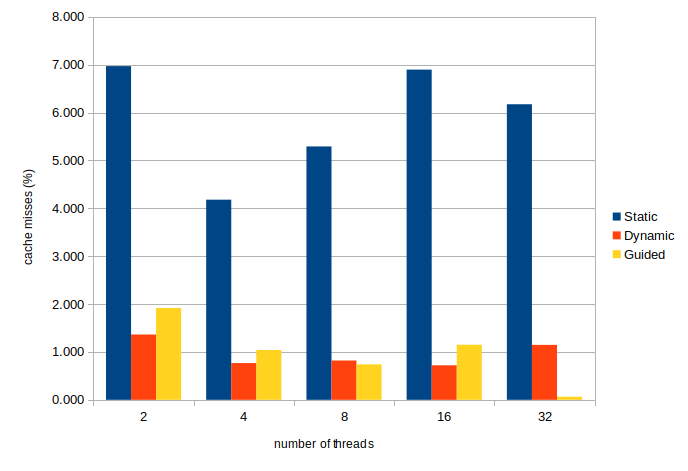 8.000
7.000
6.000
5.000
4.000
3.000
2.000
1.000
0.000
cache misses (%)
2 4 8 16 32
number of threads
Static
Dynamic
Guided